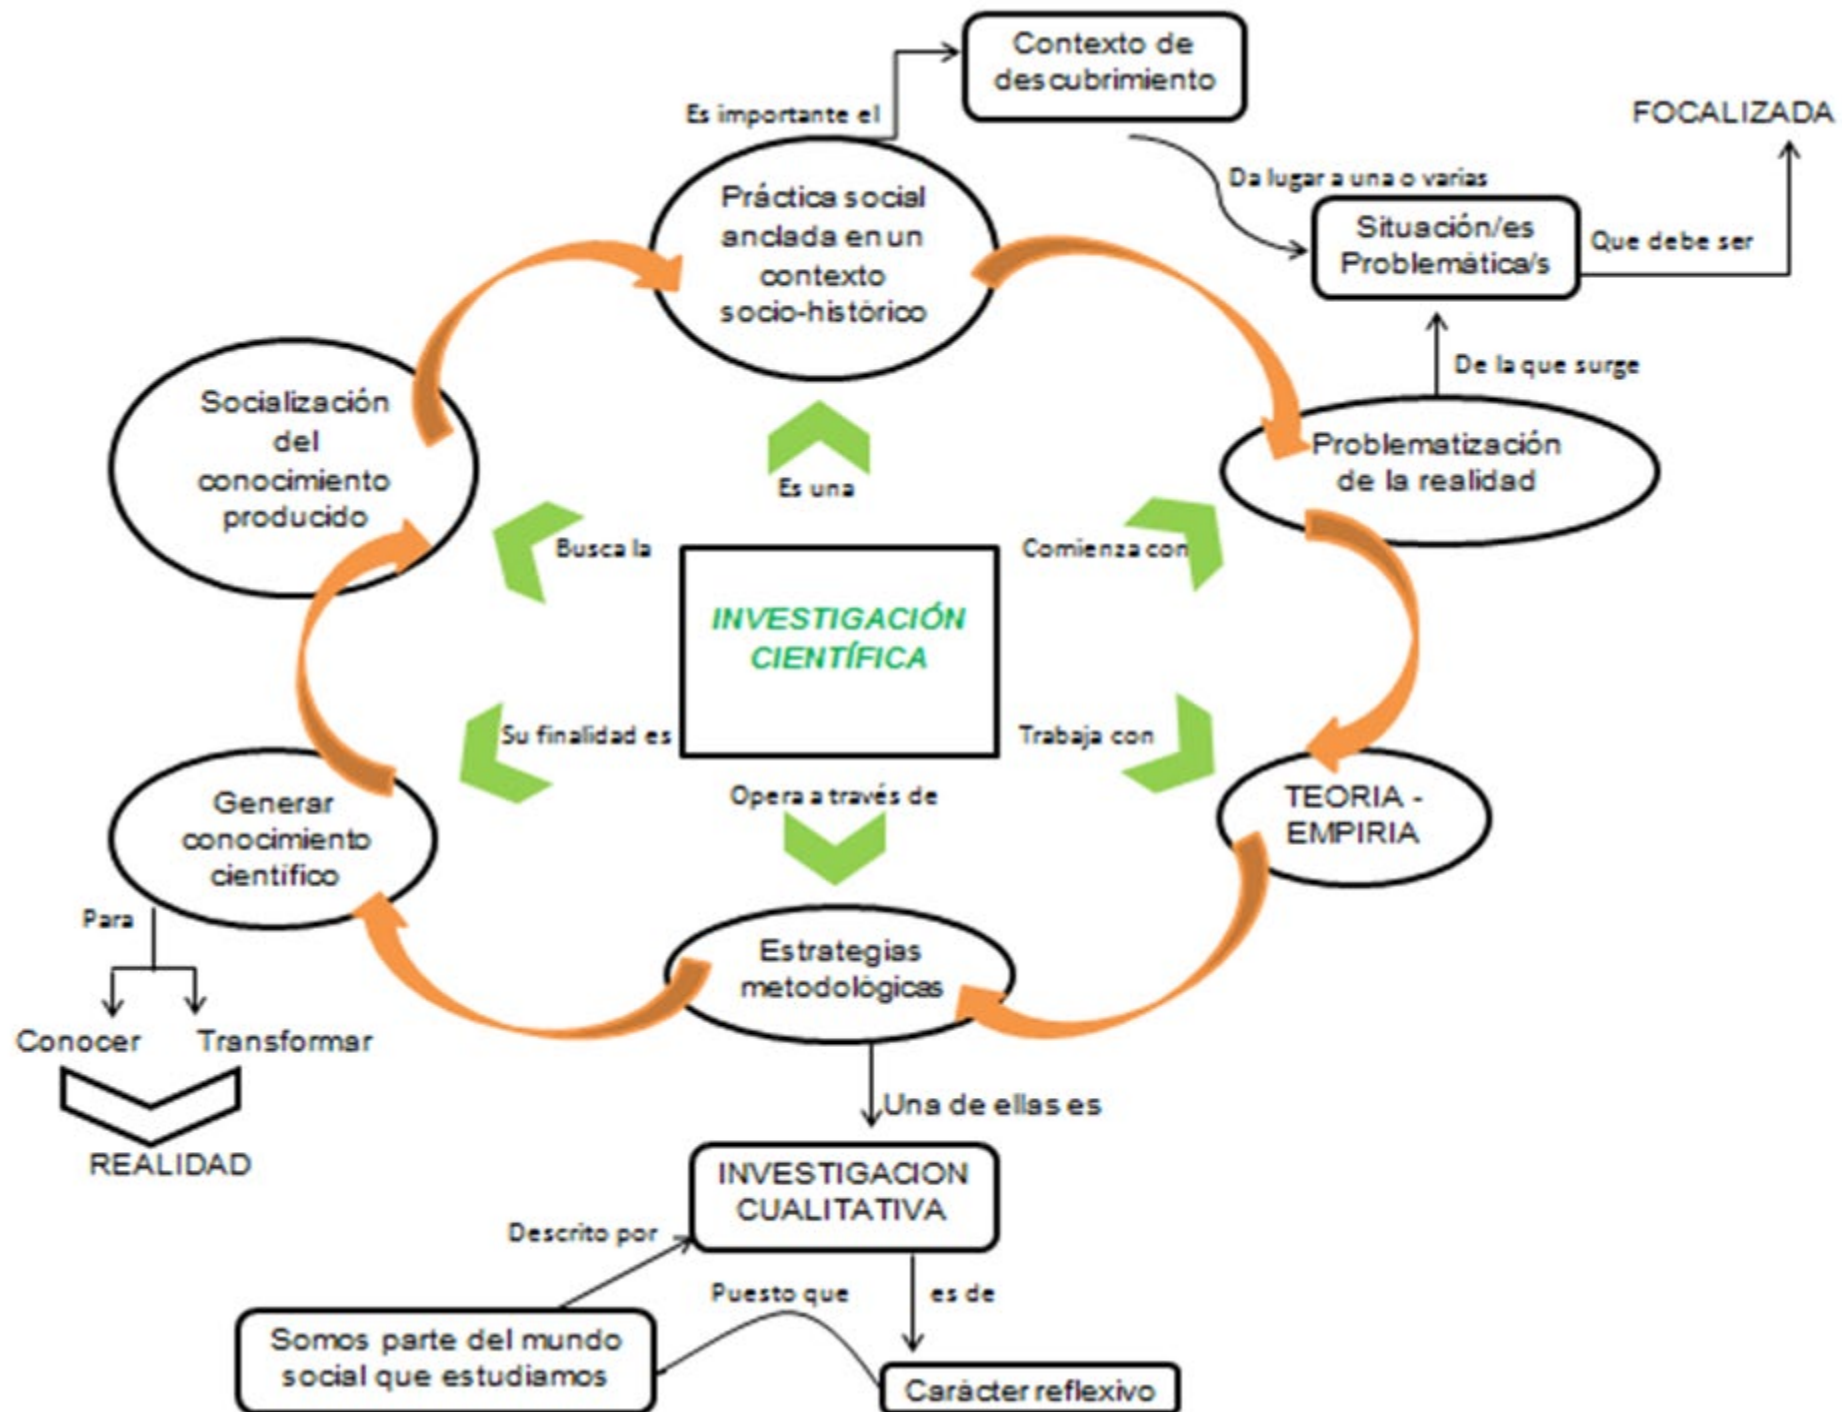 Contexto de
descubrimiento
Es importante el
FOCALIZADA
Da lugar a una o varias
Práctica social
anclada en un
contexto
socio-histórico
Situación/es
Problemática/s
Que debe ser
De la que surge
Socialización
del
conocimiento
producido
Problematización
de la realidad
Es una
Busca la
Comienza con
INVESTIGACIÓN
CIENTÍFICA
Su finalidad es
Trabaja con
Opera a través de
Generar
conocimiento
científico
TEORIA -
EMPIRIA
Para
Estrategias
metodológicas
Conocer
Transformar
Una de ellas es
REALIDAD
INVESTIGACION
CUALITATIVA
Descrito por
Puesto que
es de
Somos parte del mundo
social que estudiamos
Carácter reflexivo